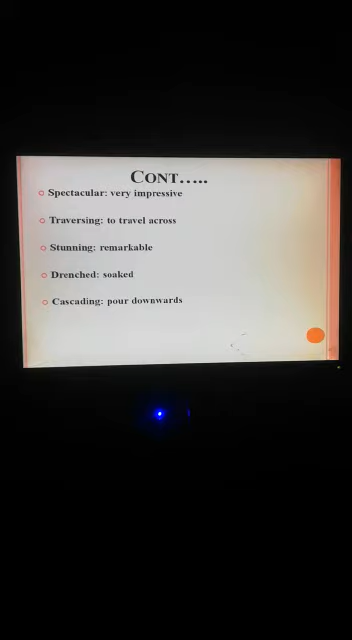 CONT.....
Spectacular: very impressive
Traversing: to travel across
Stunning: remarkable
Drenched: soaked
Cascading: pour downwards